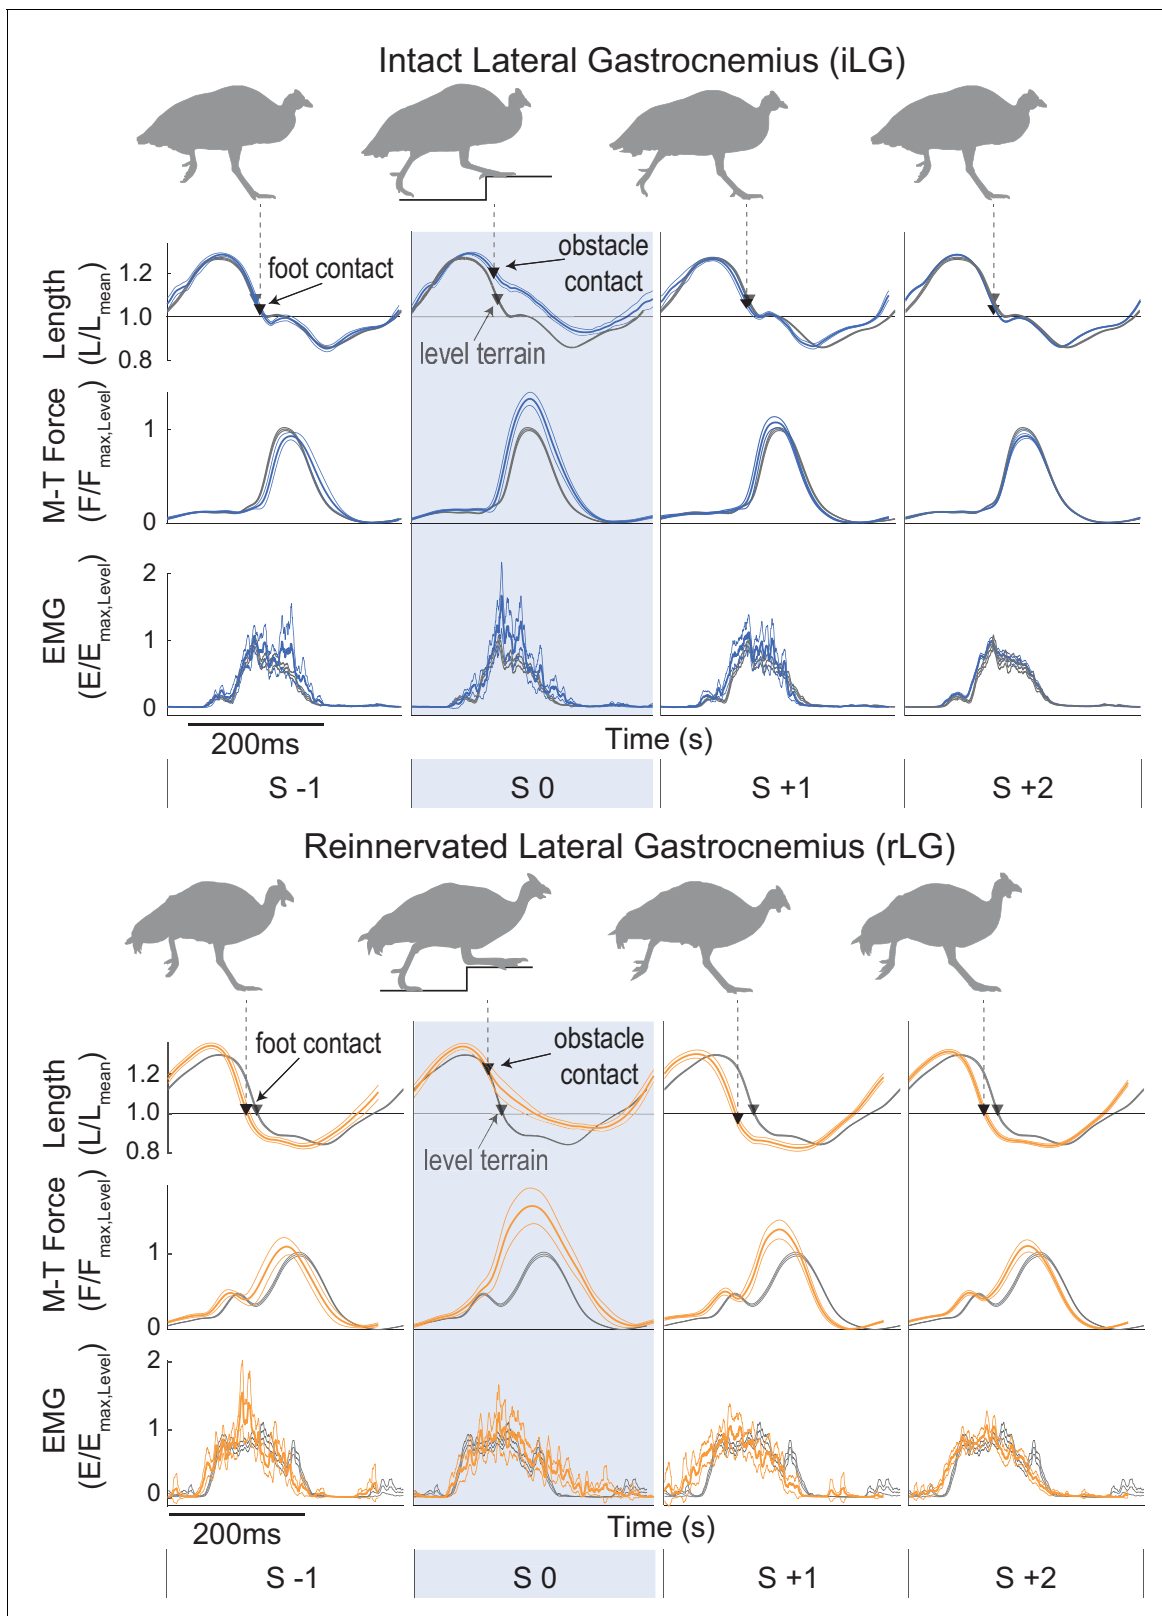 Intact Lateral Gastrocnemius (iLG)
Length
(L/Lmean)
1.2
1.0
0.8
foot contact
obstacle
contact
level terrain
M-T Force
(F/Fmax,Level)
1
0
EMG
(E/Emax,Level)
2
1
0
200ms
Time (s)
S -1
S 0
S +1
S +2
Reinnervated Lateral Gastrocnemius (rLG)
Length
(L/Lmean)
1.2
1.0
0.8
foot contact
obstacle
contact
level terrain
M-T Force
(F/Fmax,Level)
1
0
EMG
(E/Emax,Level)
2
1
0
200ms
Time (s)
S -1
S 0
S +1
S +2